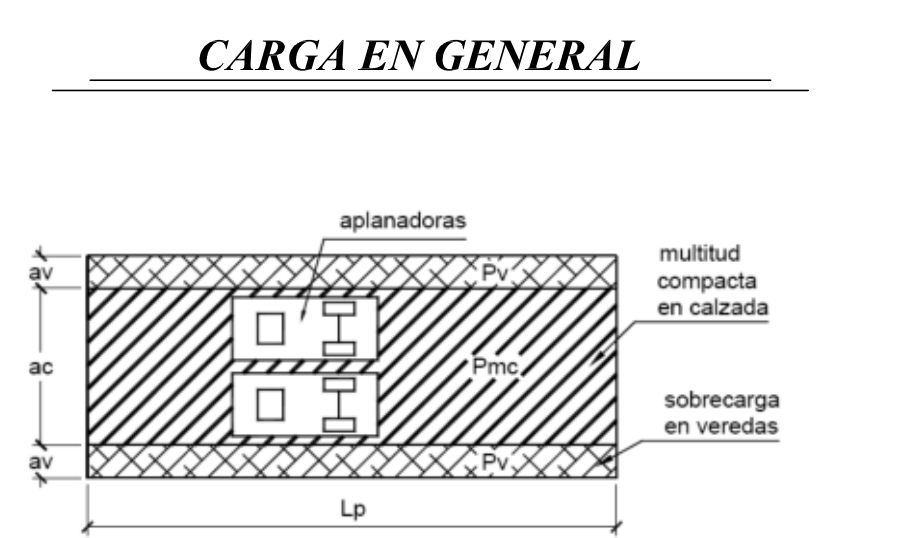 CARGA EN GENERAL
aplanadoras
av
Pv
multitud
compacta
en calzada
ac
Pmc
sobrecarga
en veredas
av
Pv
Lp